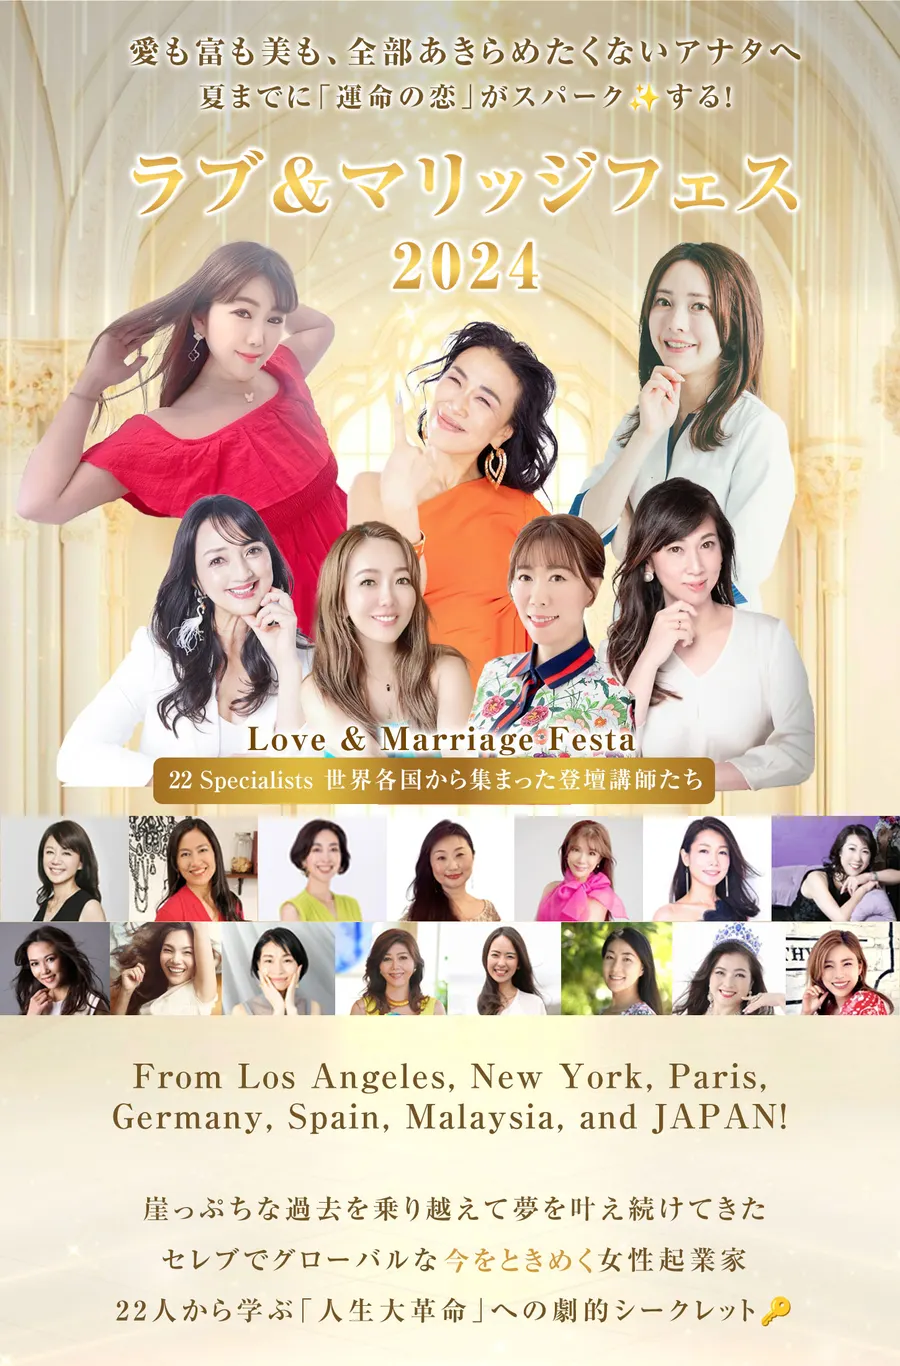 愛も富も美も、全部あきらめたくないアナタへ
夏までに「運命の恋」がスパーク✨する!
ラブ&マリッジフェス
2024
Love & Marriage Festa
22 Specialists 世界各国から集まった登壇講師たち
From Los Angeles, New York, Paris,
Germany, Spain, Malaysia, and JAPAN!
崖っぷちな過去を乗り越えて夢を叶え続けてきた
セレブでグローバルな今をときめく女性起業家
22人から学ぶ「人生大革命」への劇的シークレット🔑